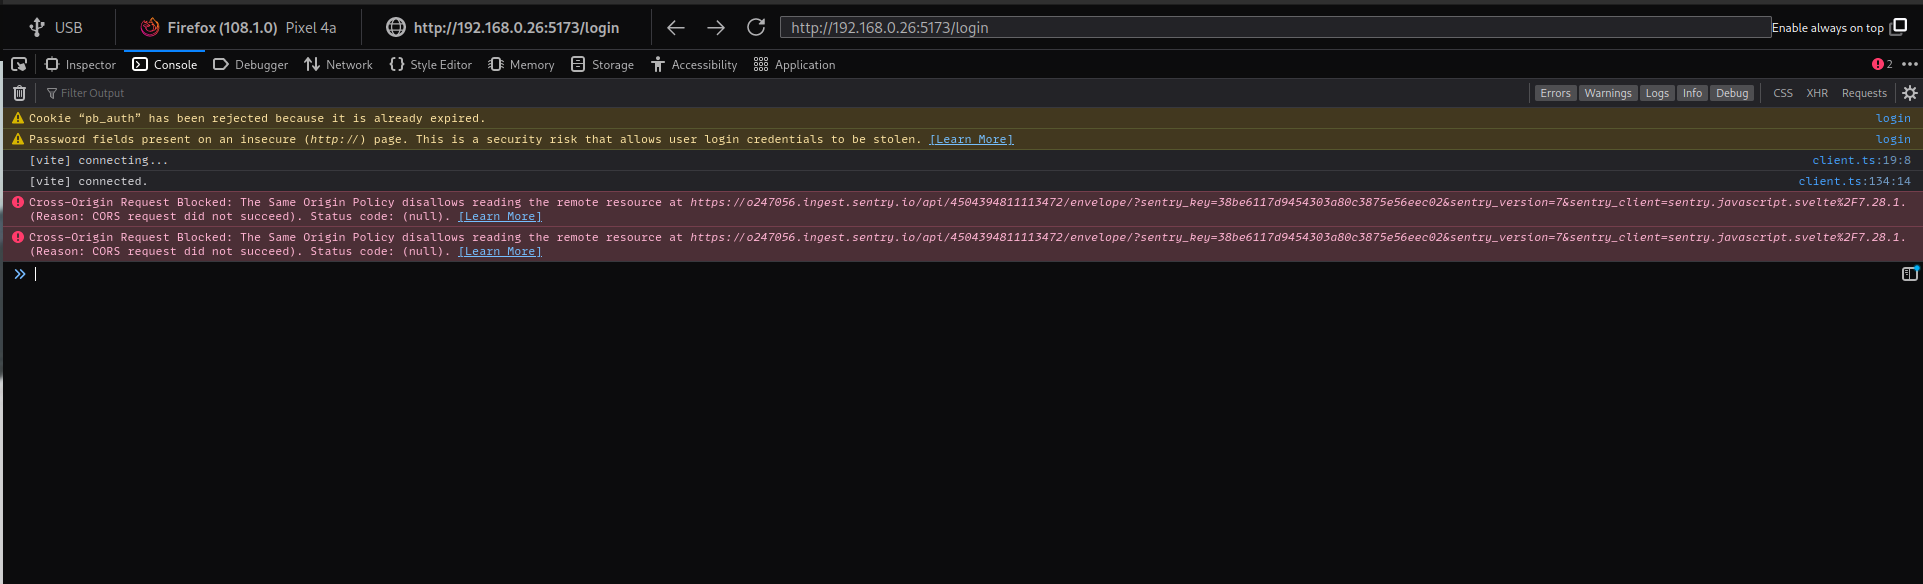 USB Firefox (108.1.0) Pixel 4a http://192.168.0.26:5173/login http://192.168.0.26:5173/login Enable always on top
Inspector Console Debugger Network Style Editor Memory Storage Accessibility Application 2
Filter Output Errors Warnings Logs Info Debug CSS XHR Requests
Cookie “pb_auth” has been rejected because it is already expired. login
Password fields present on an insecure (http://) page. This is a security risk that allows user login credentials to be stolen. [Learn More] login
[vite] connecting... client.ts:19:8
[vite] connected. client.ts:134:14
Cross-Origin Request Blocked: The Same Origin Policy disallows reading the remote resource at https://o247056.ingest.sentry.io/api/4504394811113472/envelope/?sentry_key=38be6117d9454303a80c3875e56eec02&sentry_version=7&sentry_client=sentry.javascript.svelte%2F7.28.1.
(Reason: CORS request did not succeed). Status code: (null). [Learn More]
Cross-Origin Request Blocked: The Same Origin Policy disallows reading the remote resource at https://o247056.ingest.sentry.io/api/4504394811113472/envelope/?sentry_key=38be6117d9454303a80c3875e56eec02&sentry_version=7&sentry_client=sentry.javascript.svelte%2F7.28.1.
(Reason: CORS request did not succeed). Status code: (null). [Learn More]